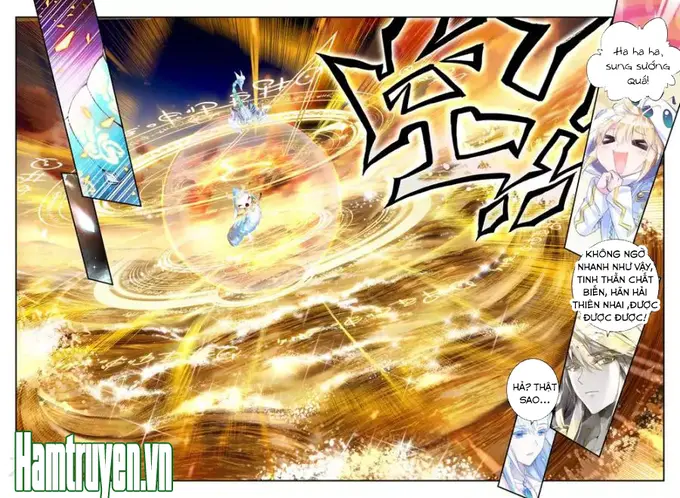 Ha ha ha,
sung sướng
quá!
KHÔNG NGỜ
NHANH NHƯ VẬY,
TINH THẦN CHẤT
BIẾN, HÃN HẢI
THIÊN NHAI ,ĐƯỢC
ĐƯỢC ĐƯỢC!
HẢ? THẬT
SAO...
Hamtruyen.vn